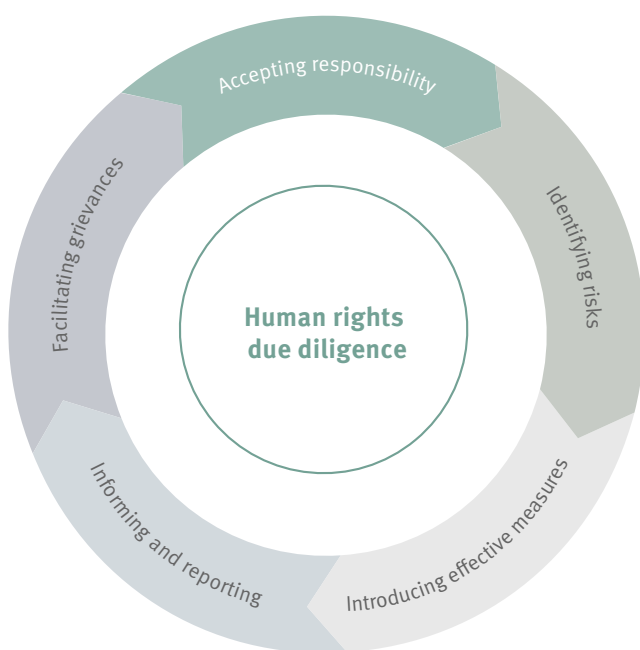 Accepting responsibility
Identifying risks
Introducing effective measures
Informing and reporting
Facilitating grievances
Human rights
due diligence